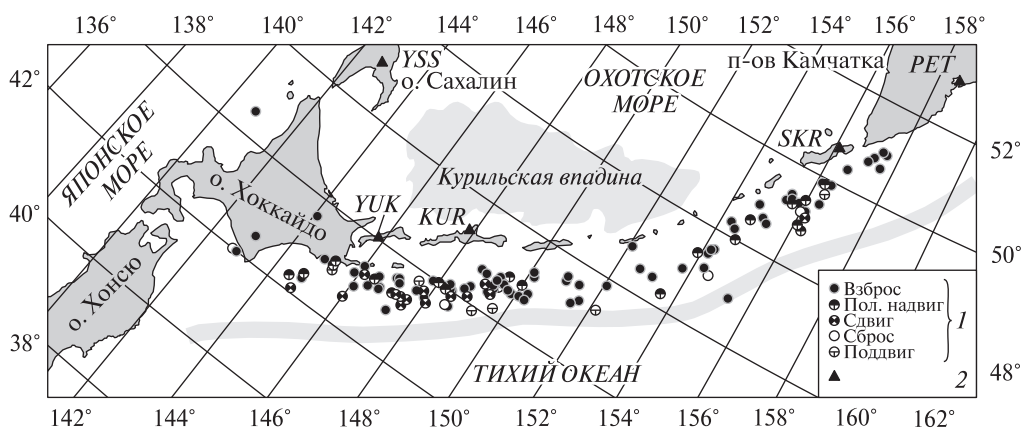 136° 138° 140° 142° 144° 146° 148° 150° 152° 154° 156° 158°
42°
40°
38°
ЯПОНСКОЕ
МОРЕ
YSS
о. Сахалин
ОХОТСКОЕ
МОРЕ
п-ов Камчатка
PET
SKR
52°
50°
48°
Курильская впадина
о. Хоккайдо
YUK
KUR
о. Хонсю
ТИХИЙ ОКЕАН
Взброс
Пол. надвиг
Сдвиг
Сброс
Поддвиг
1
2
142° 144° 146° 148° 150° 152° 154° 156° 158° 160° 162°